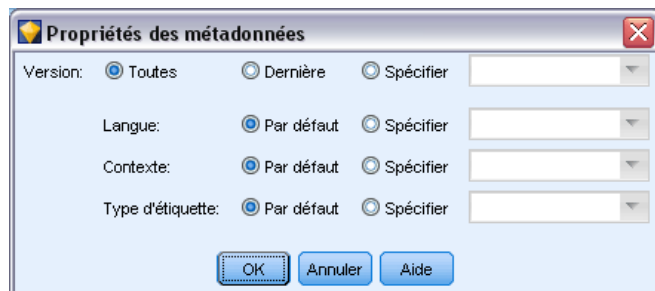 Propriétés des métadonnées
Version: Toutes Dernière Spécifier
Langue: Par défaut Spécifier
Contexte: Par défaut Spécifier
Type d'étiquette: Par défaut Spécifier
OK Annuler Aide